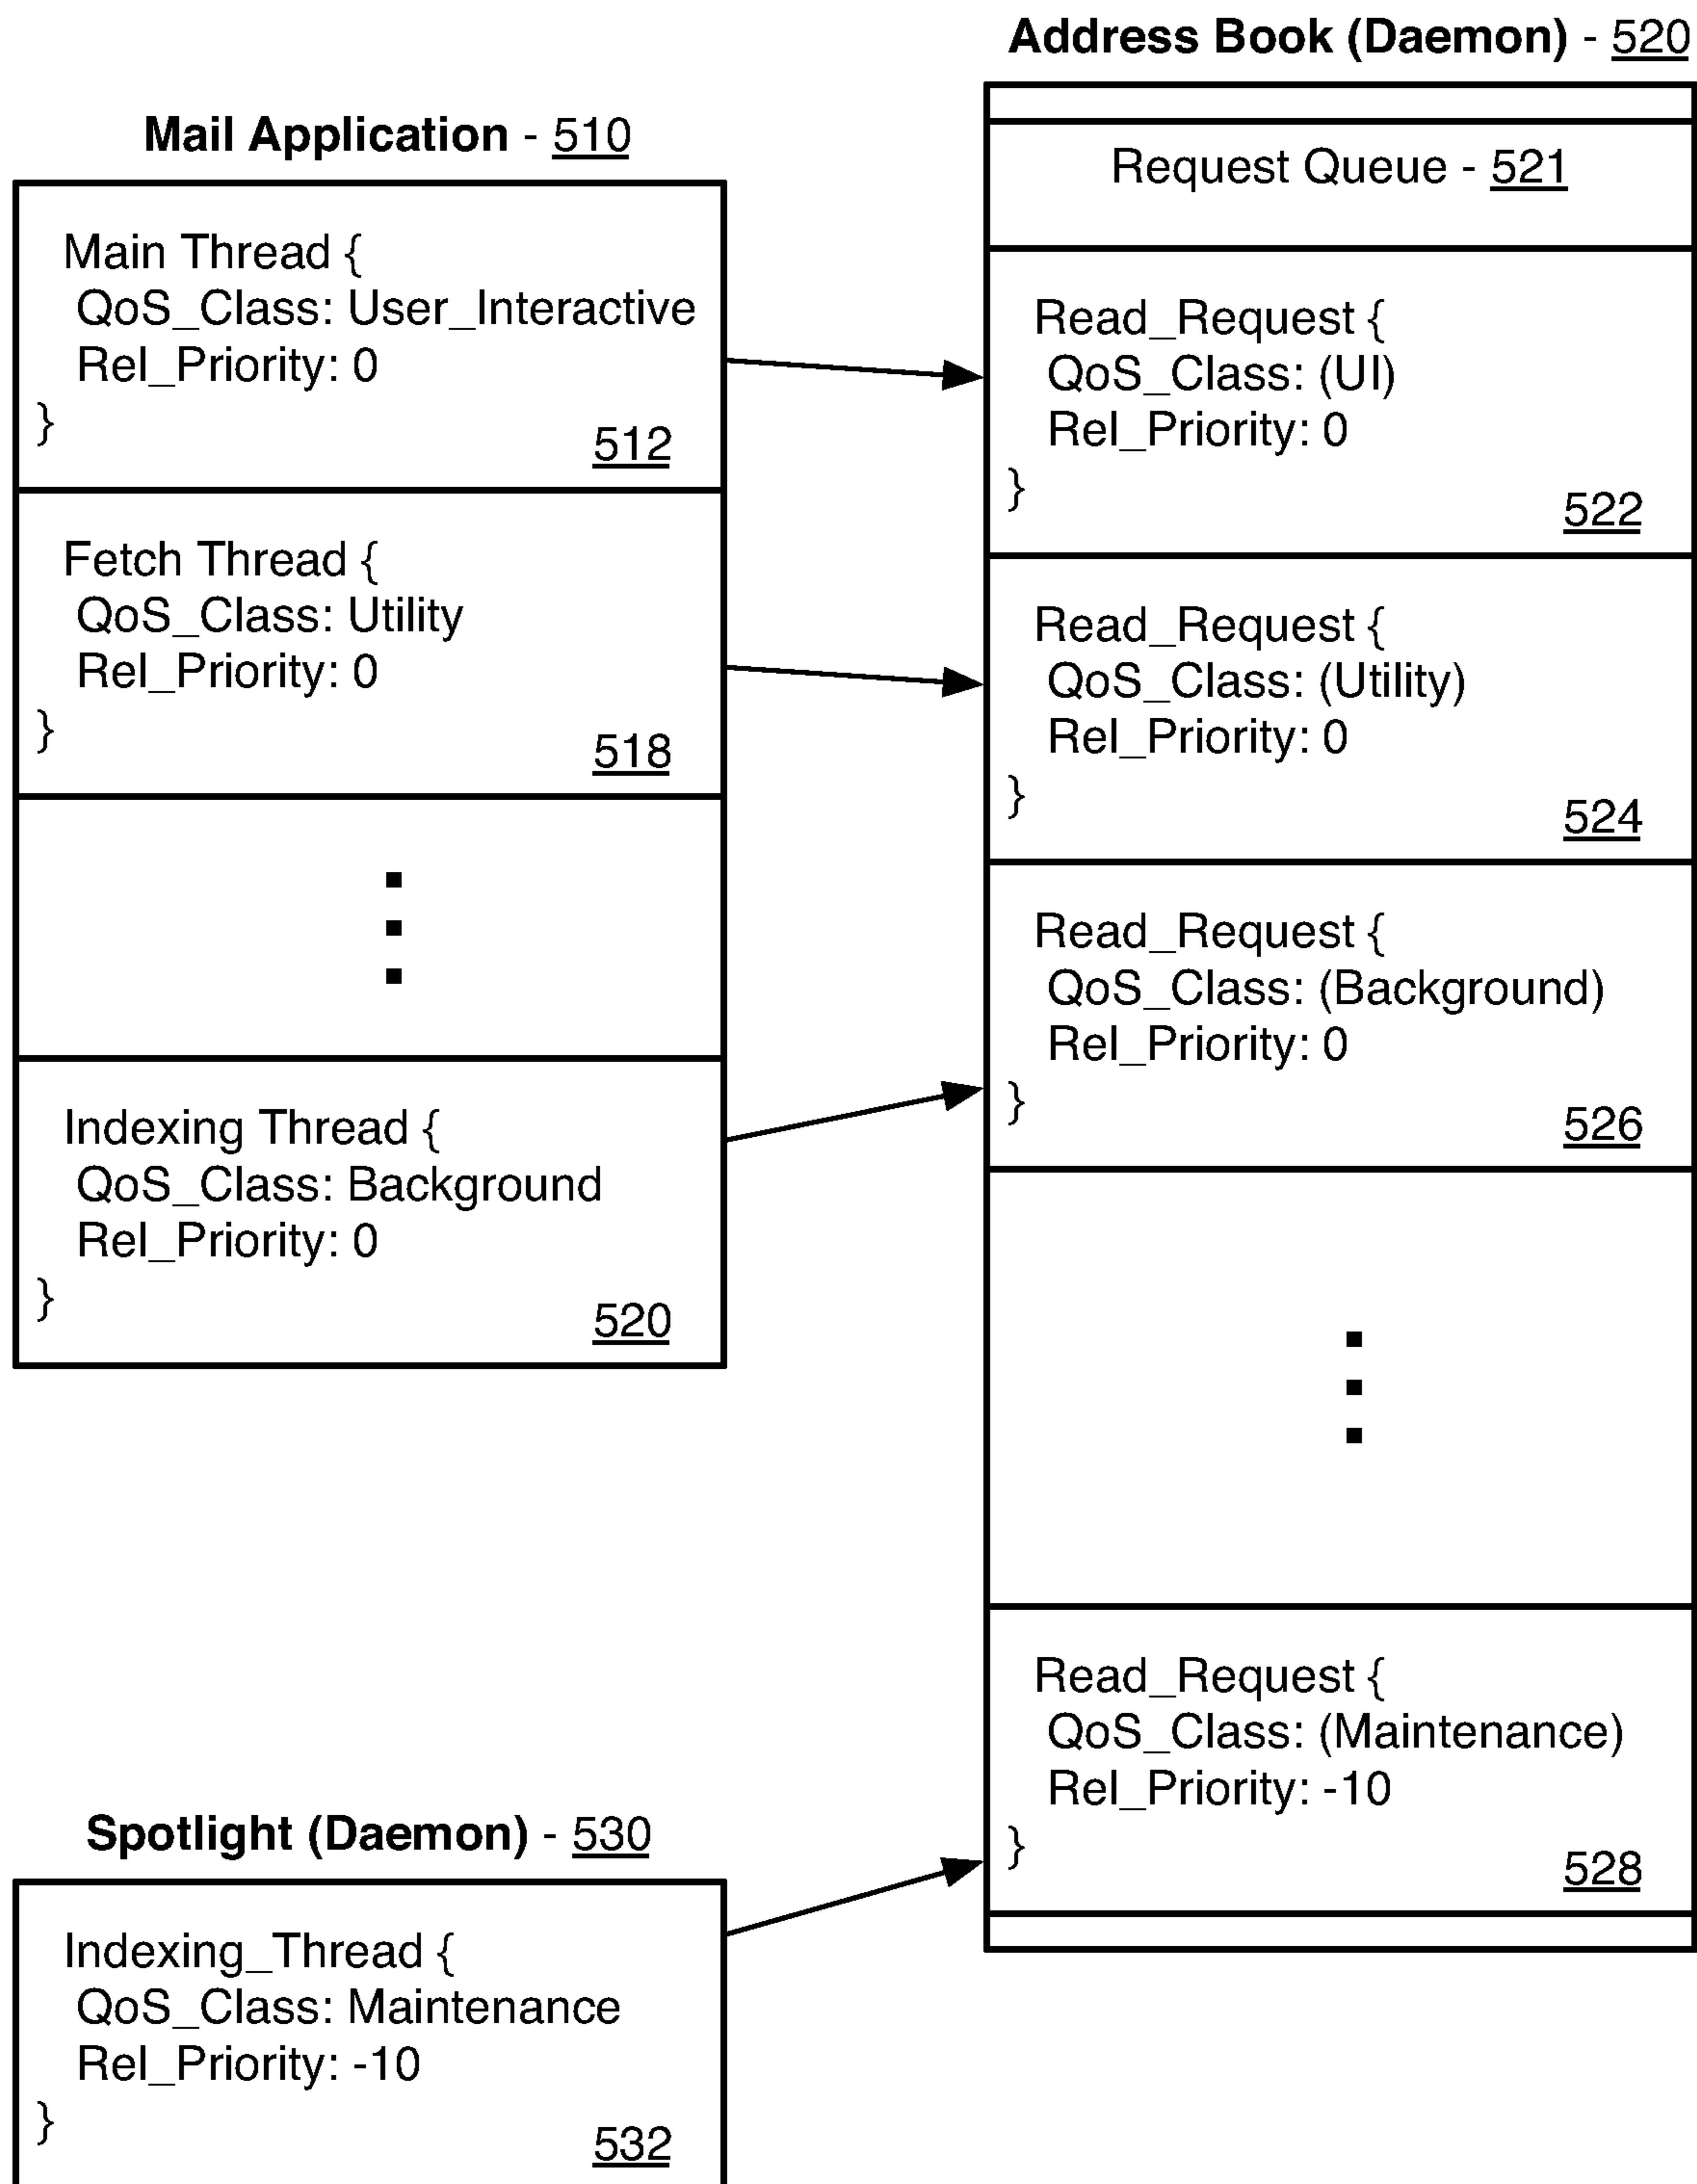 Address Book (Daemon) - 520
Mail Application - 510
Main Thread {
QoS_Class: User_Interactive
Rel_Priority: 0
}
512
Fetch Thread {
QoS_Class: Utility
Rel_Priority: 0
}
518
Indexing Thread {
QoS_Class: Background
Rel_Priority: 0
}
520
Spotlight (Daemon) - 530
Indexing_Thread {
QoS_Class: Maintenance
Rel_Priority: -10
}
532
Request Queue - 521
Read_Request {
QoS_Class: (UI)
Rel_Priority: 0
}
522
Read_Request {
QoS_Class: (Utility)
Rel_Priority: 0
}
524
Read_Request {
QoS_Class: (Background)
Rel_Priority: 0
}
526
Read_Request {
QoS_Class: (Maintenance)
Rel_Priority: -10
}
528